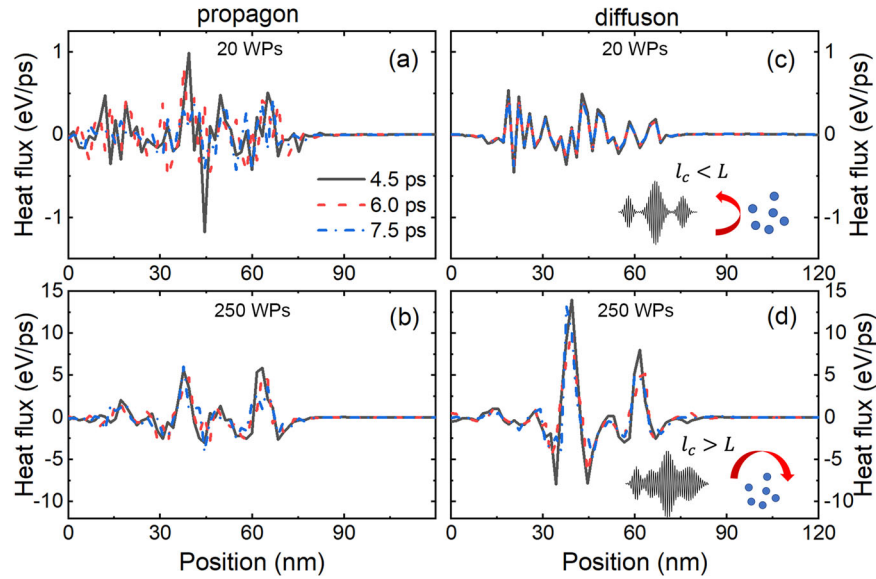 propagon
diffuson
20 WPs
(a)
1
0
-1
Heat flux (eV/ps)
4.5 ps
6.0 ps
7.5 ps
0 30 60 90
20 WPs
(c)
l_c < L
1
0
-1
Heat flux (eV/ps)
0 30 60 90 120
250 WPs
(b)
15
10
5
0
-5
-10
Heat flux (eV/ps)
0 30 60 90
Position (nm)
250 WPs
(d)
l_c > L
15
10
5
0
-5
-10
Heat flux (eV/ps)
0 30 60 90 120
Position (nm)